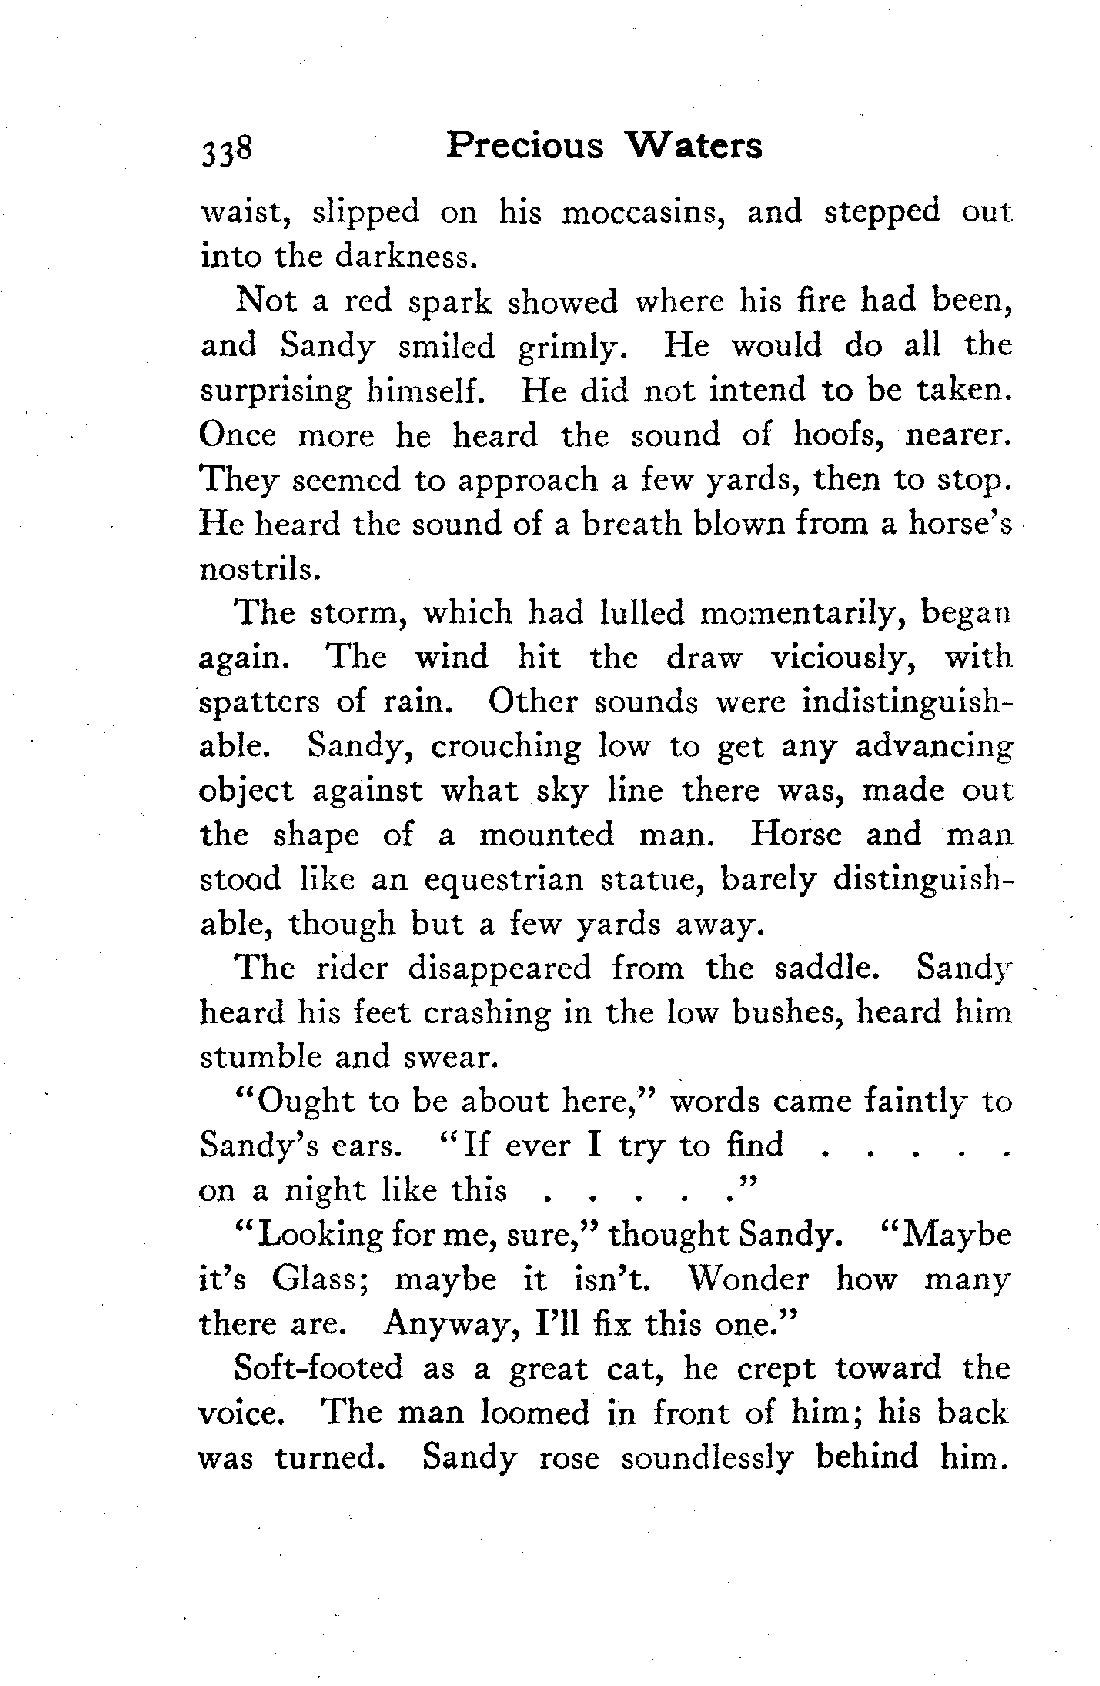 338 Precious Waters
waist, slipped on his moccasins, and stepped out
into the darkness.
Not a red spark showed where his fire had been,
and Sandy smiled grimly. He would do all the
surprising himself. He did not intend to be taken.
Once more he heard the sound of hoofs, nearer.
They seemed to approach a few yards, then to stop.
He heard the sound of a breath blown from a horse's
nostrils.
The storm, which had lulled momentarily, began
again. The wind hit the draw viciously, with
spatters of rain. Other sounds were indistinguish-
able. Sandy, crouching low to get any advancing
object against what sky line there was, made out
the shape of a mounted man. Horse and man
stood like an equestrian statue, barely distinguish-
able, though but a few yards away.
The rider disappeared from the saddle. Sandy
heard his feet crashing in the low bushes, heard him
stumble and swear.
"Ought to be about here," words came faintly to
Sandy's ears. "If ever I try to find . . . . .
on a night like this . . . . ."
"Looking for me, sure," thought Sandy. "Maybe
it's Glass; maybe it isn't. Wonder how many
there are. Anyway, I'll fix this one."
Soft-footed as a great cat, he crept toward the
voice. The man loomed in front of him; his back
was turned. Sandy rose soundlessly behind him.